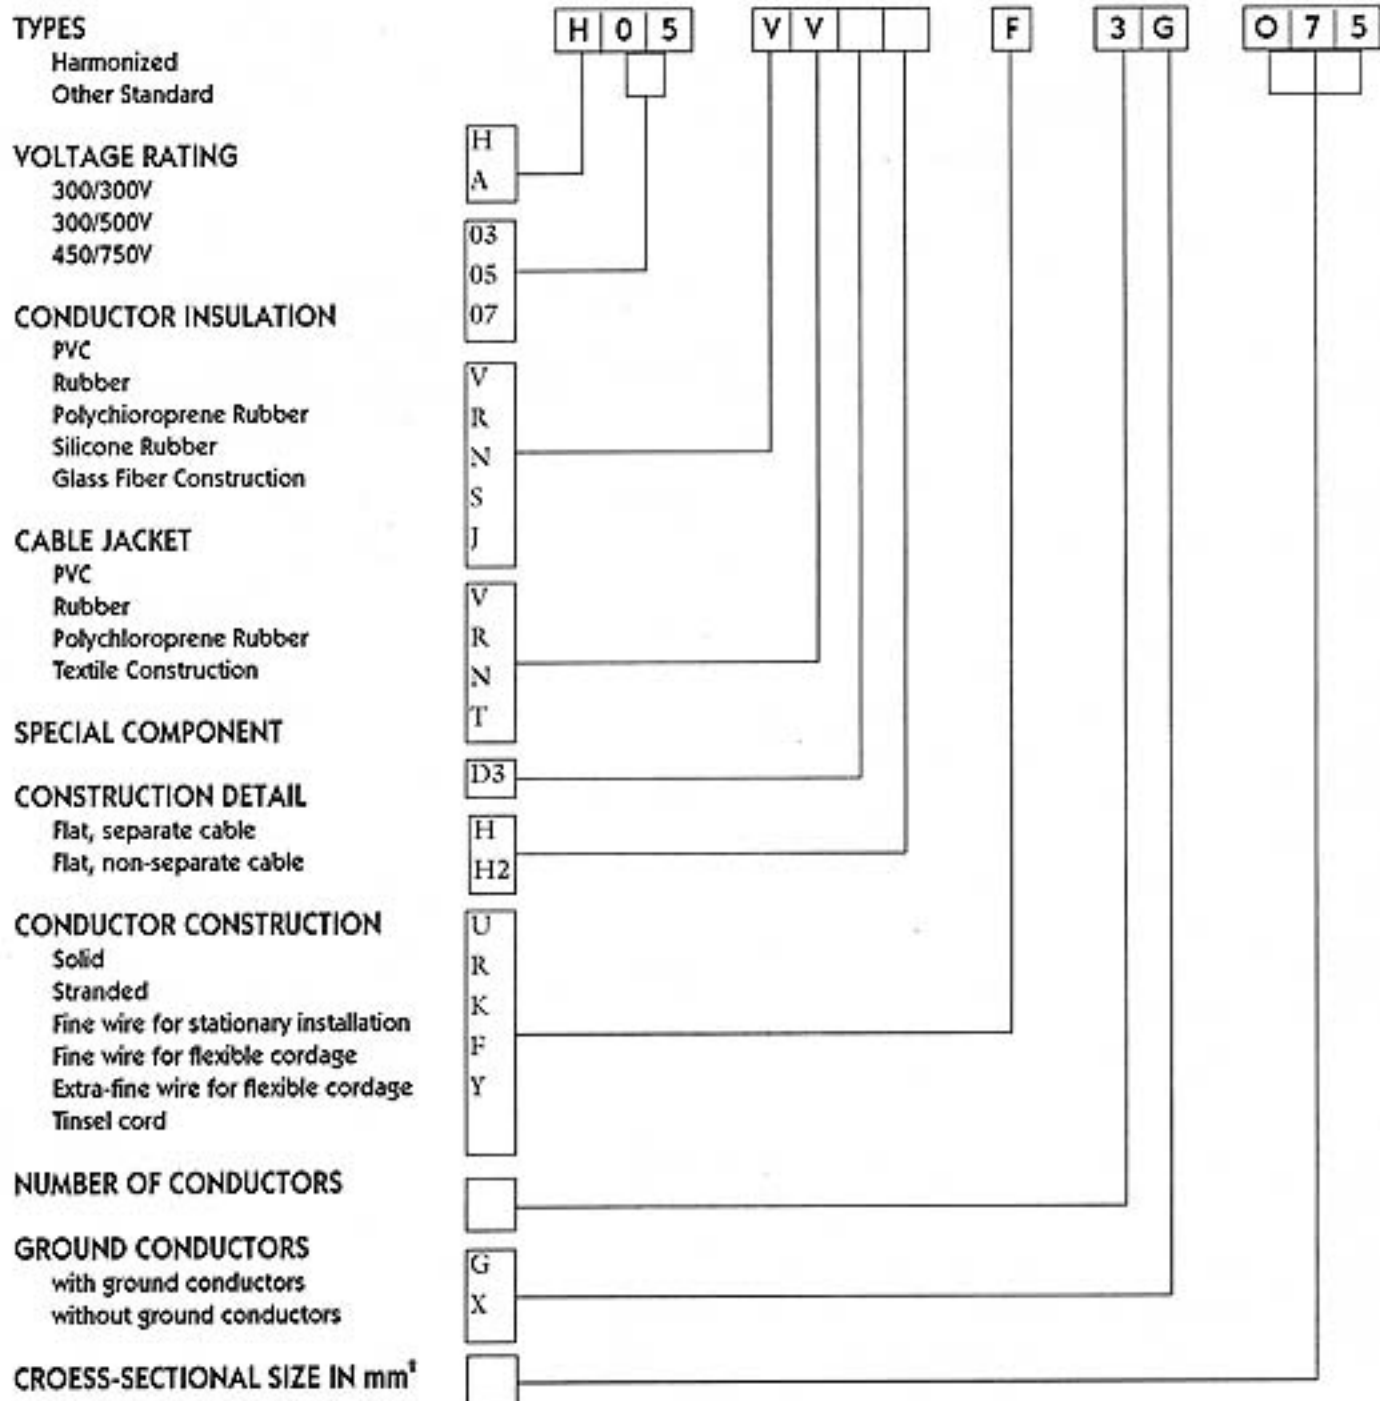 TYPES
Harmonized
Other Standard
VOLTAGE RATING
300/300V
300/500V
450/750V
CONDUCTOR INSULATION
PVC
Rubber
Polychioroprene Rubber
Silicone Rubber
Glass Fiber Construction
CABLE JACKET
PVC
Rubber
Polychloroprene Rubber
Textile Construction
SPECIAL COMPONENT
CONSTRUCTION DETAIL
Flat, separate cable
Flat, non-separate cable
CONDUCTOR CONSTRUCTION
Solid
Stranded
Fine wire for stationary installation
Fine wire for flexible cordage
Extra-fine wire for flexible cordage
Tinsel cord
NUMBER OF CONDUCTORS
GROUND CONDUCTORS
with ground conductors
without ground conductors
CROESS-SECTIONAL SIZE IN mm²
H 0 5 V V F 3 G O 7 5
H
A
03
05
07
V
R
N
S
J
V
R
N
T
D3
H
H2
U
R
K
F
Y
G
X